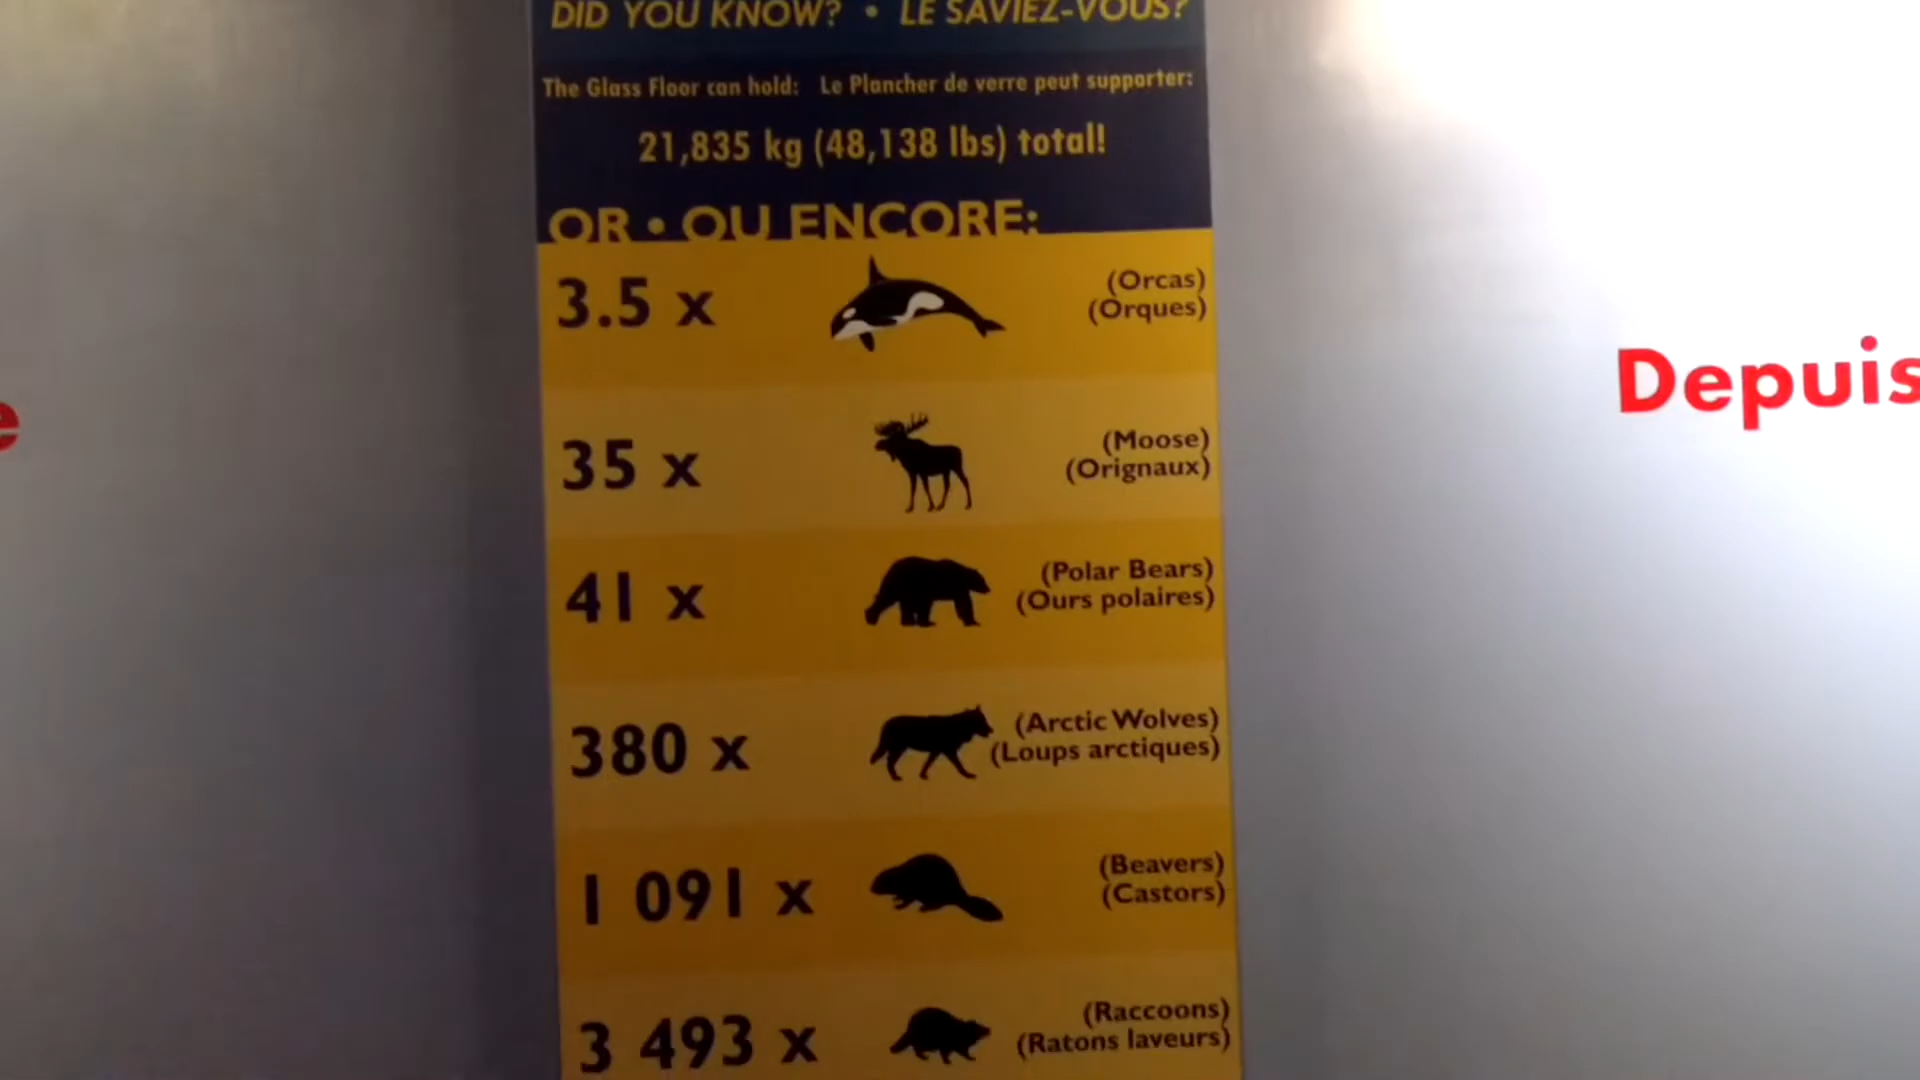 DID YOU KNOW? • LE SAVIEZ-VOUS?
The Glass Floor can hold: Le Plancher de verre peut supporter:
21,835 kg (48,138 lbs) total!
OR • OU ENCORE:
3.5 x (Orcas)
(Orques)
35 x (Moose)
(Orignaux)
41 x (Polar Bears)
(Ours polaires)
380 x (Arctic Wolves)
(Loups arctiques)
1 091 x (Beavers)
(Castors)
3 493 x (Raccoons)
(Ratons laveurs)
Depuis